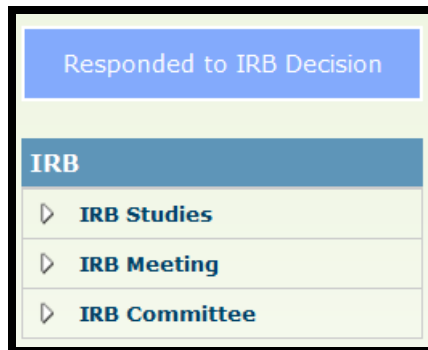 Responded to IRB Decision
IRB
IRB Studies
IRB Meeting
IRB Committee